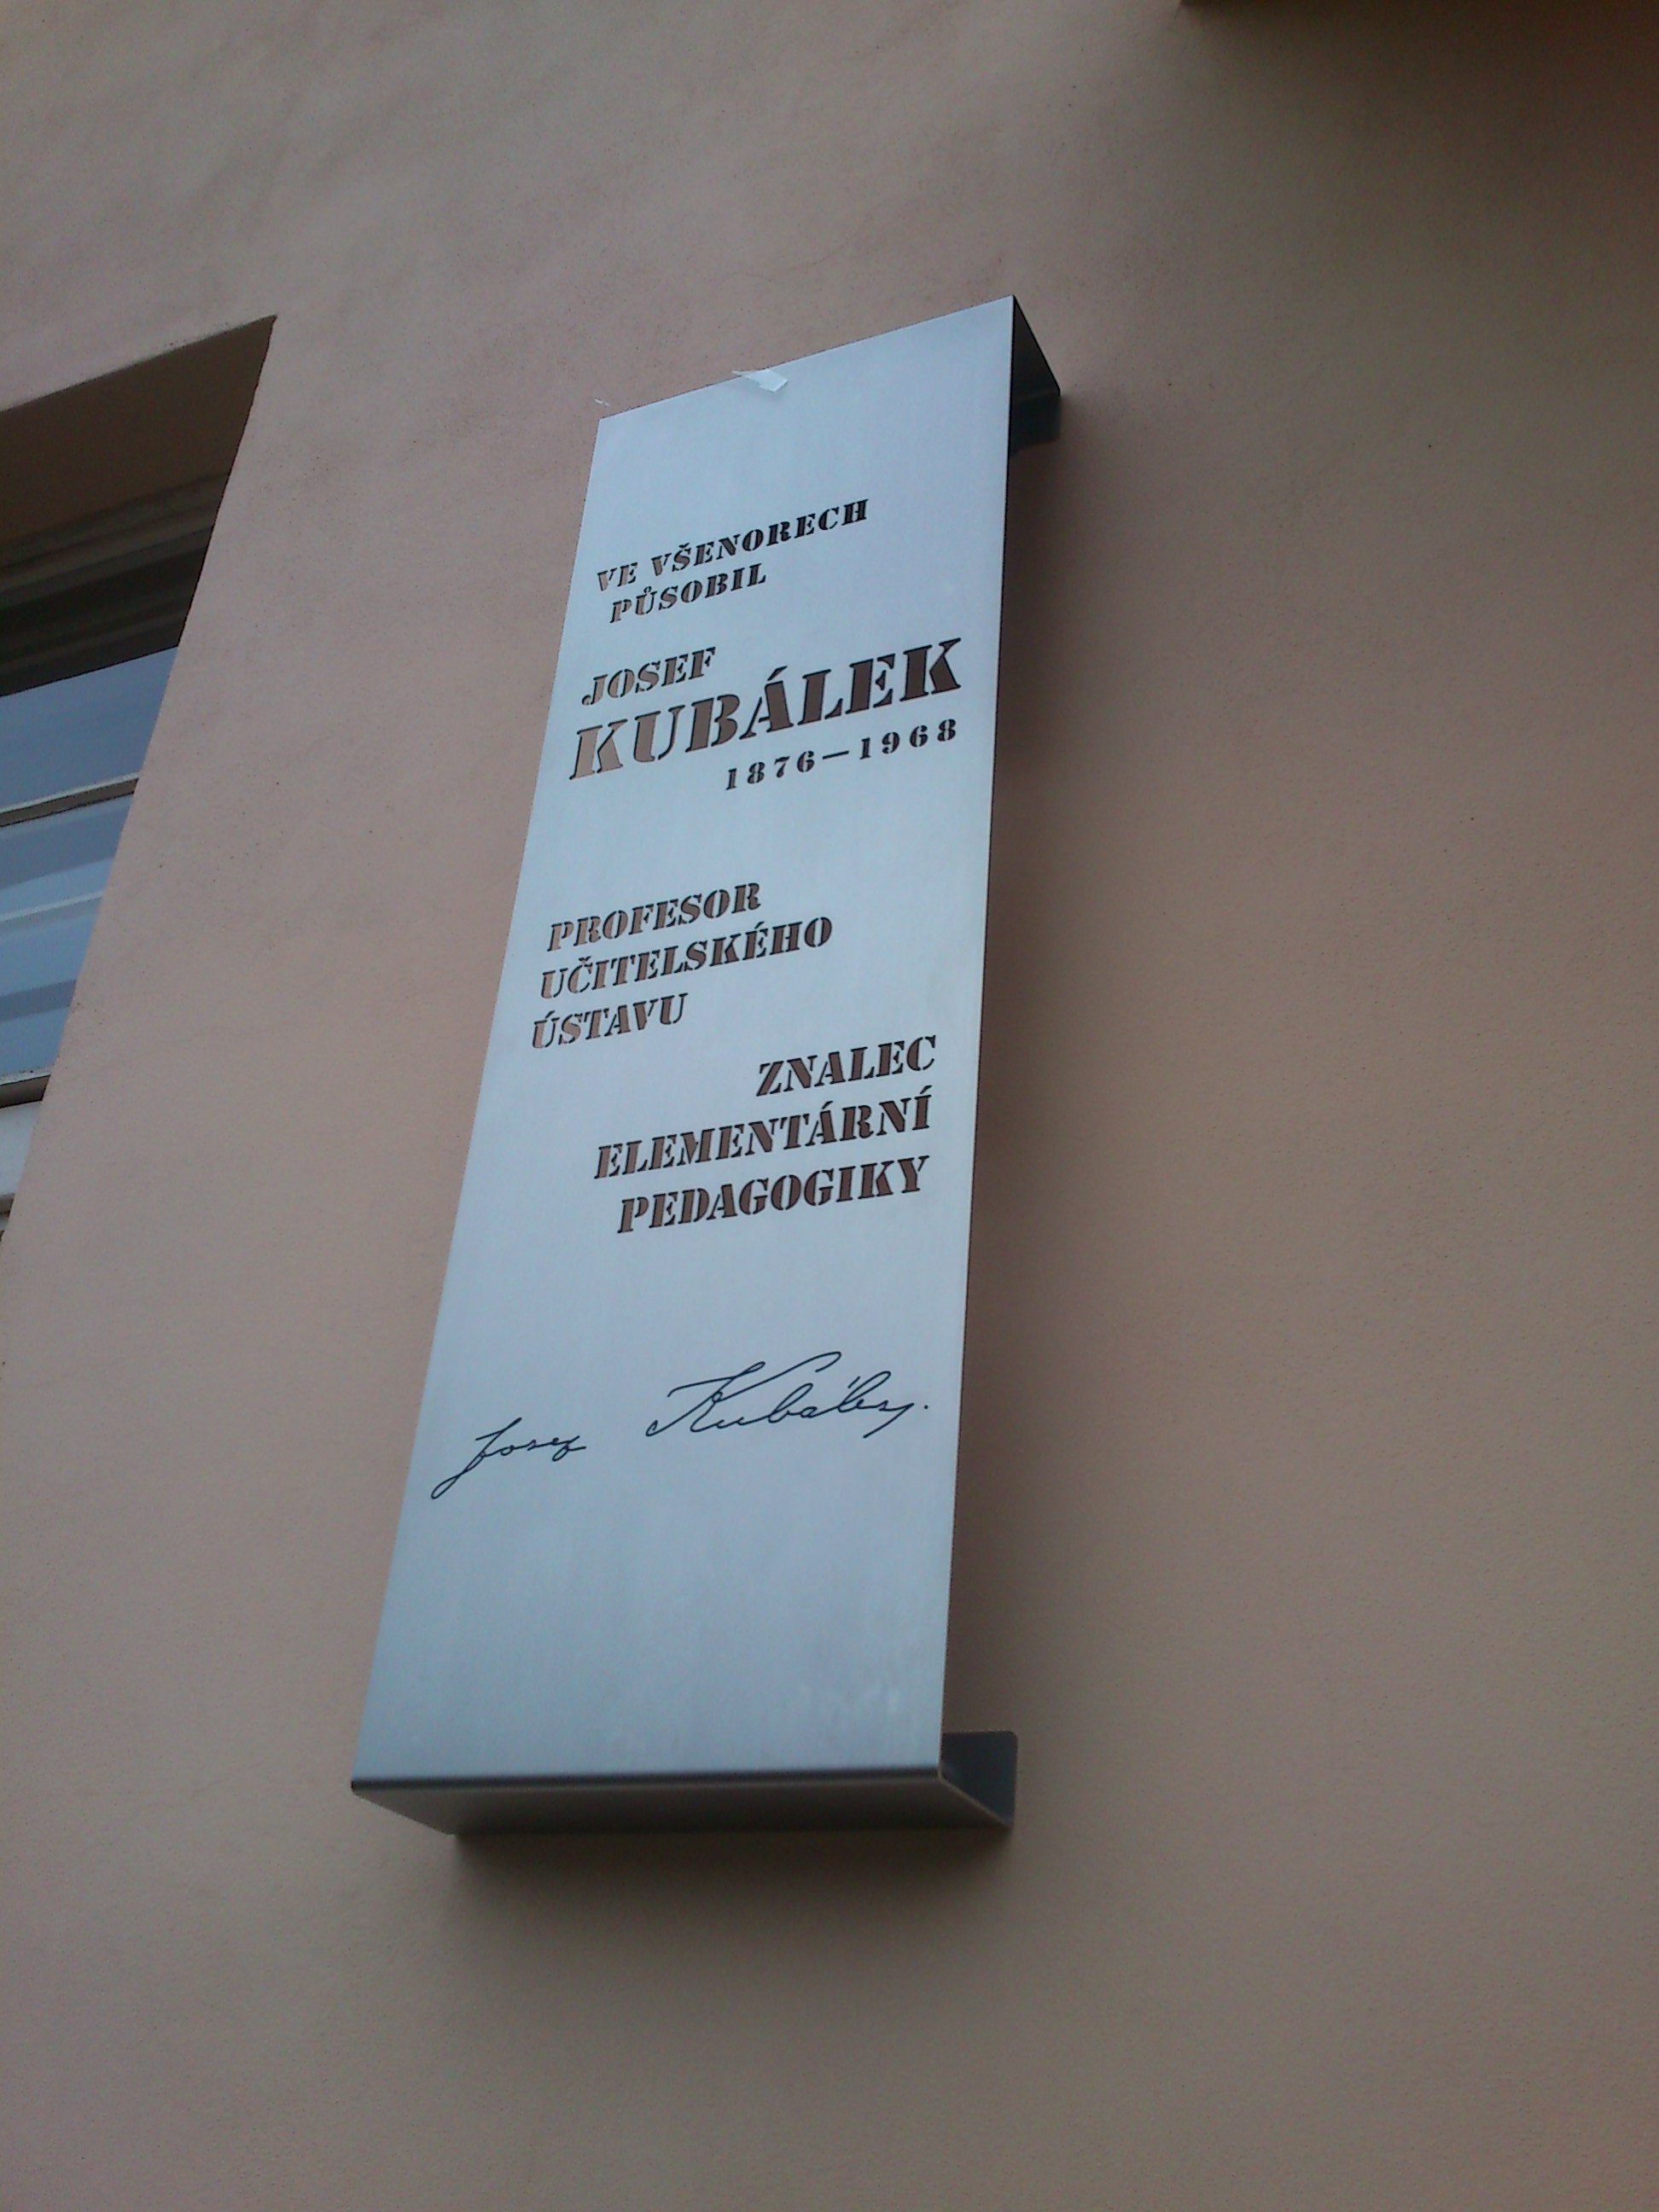 VE VŠENORECH
PŮSOBIL
JOSEF
KUBÁLEK
1876–1968
PROFESOR
UČITELSKÉHO
ÚSTAVU
ZNALEC
ELEMENTÁRNÍ
PEDAGOGIKY
Josef Kubálek.